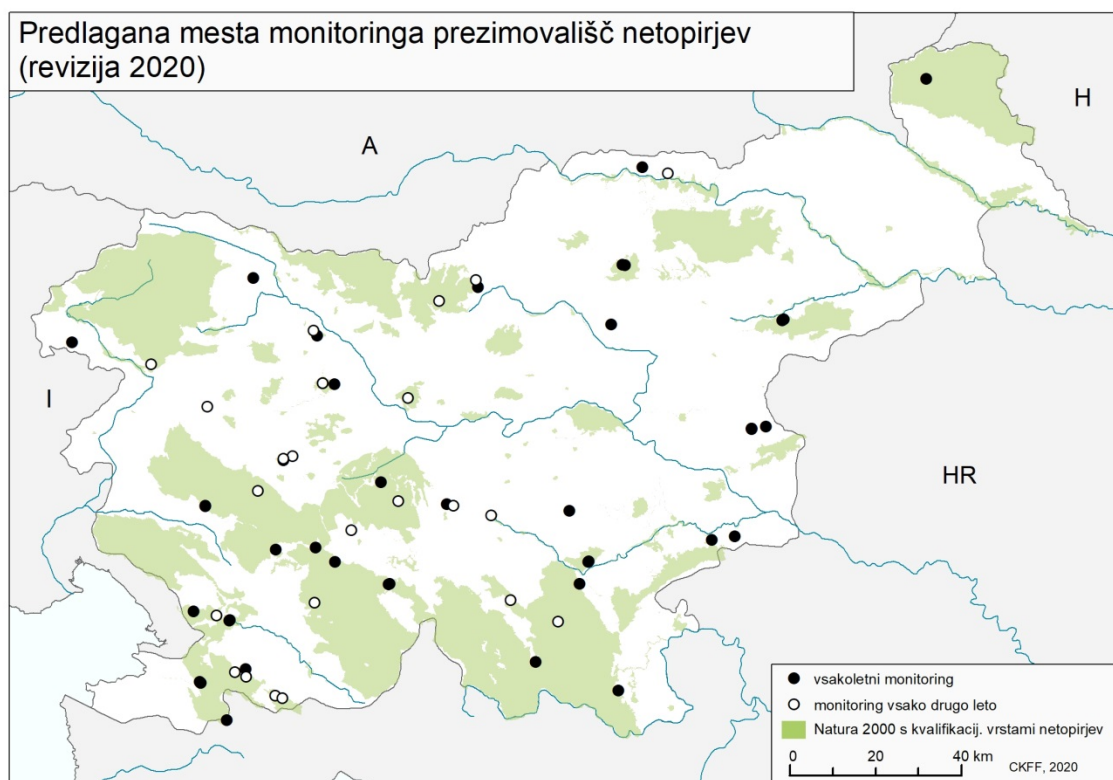 Predlagana mesta monitoringa prezimovališč netopirjev
(revizija 2020)
H
A
I
HR
vsakoletni monitoring
monitoring vsako drugo leto
Natura 2000 s kvalifikacij. vrstami netopirjev
0 20 40 km
CKFF, 2020